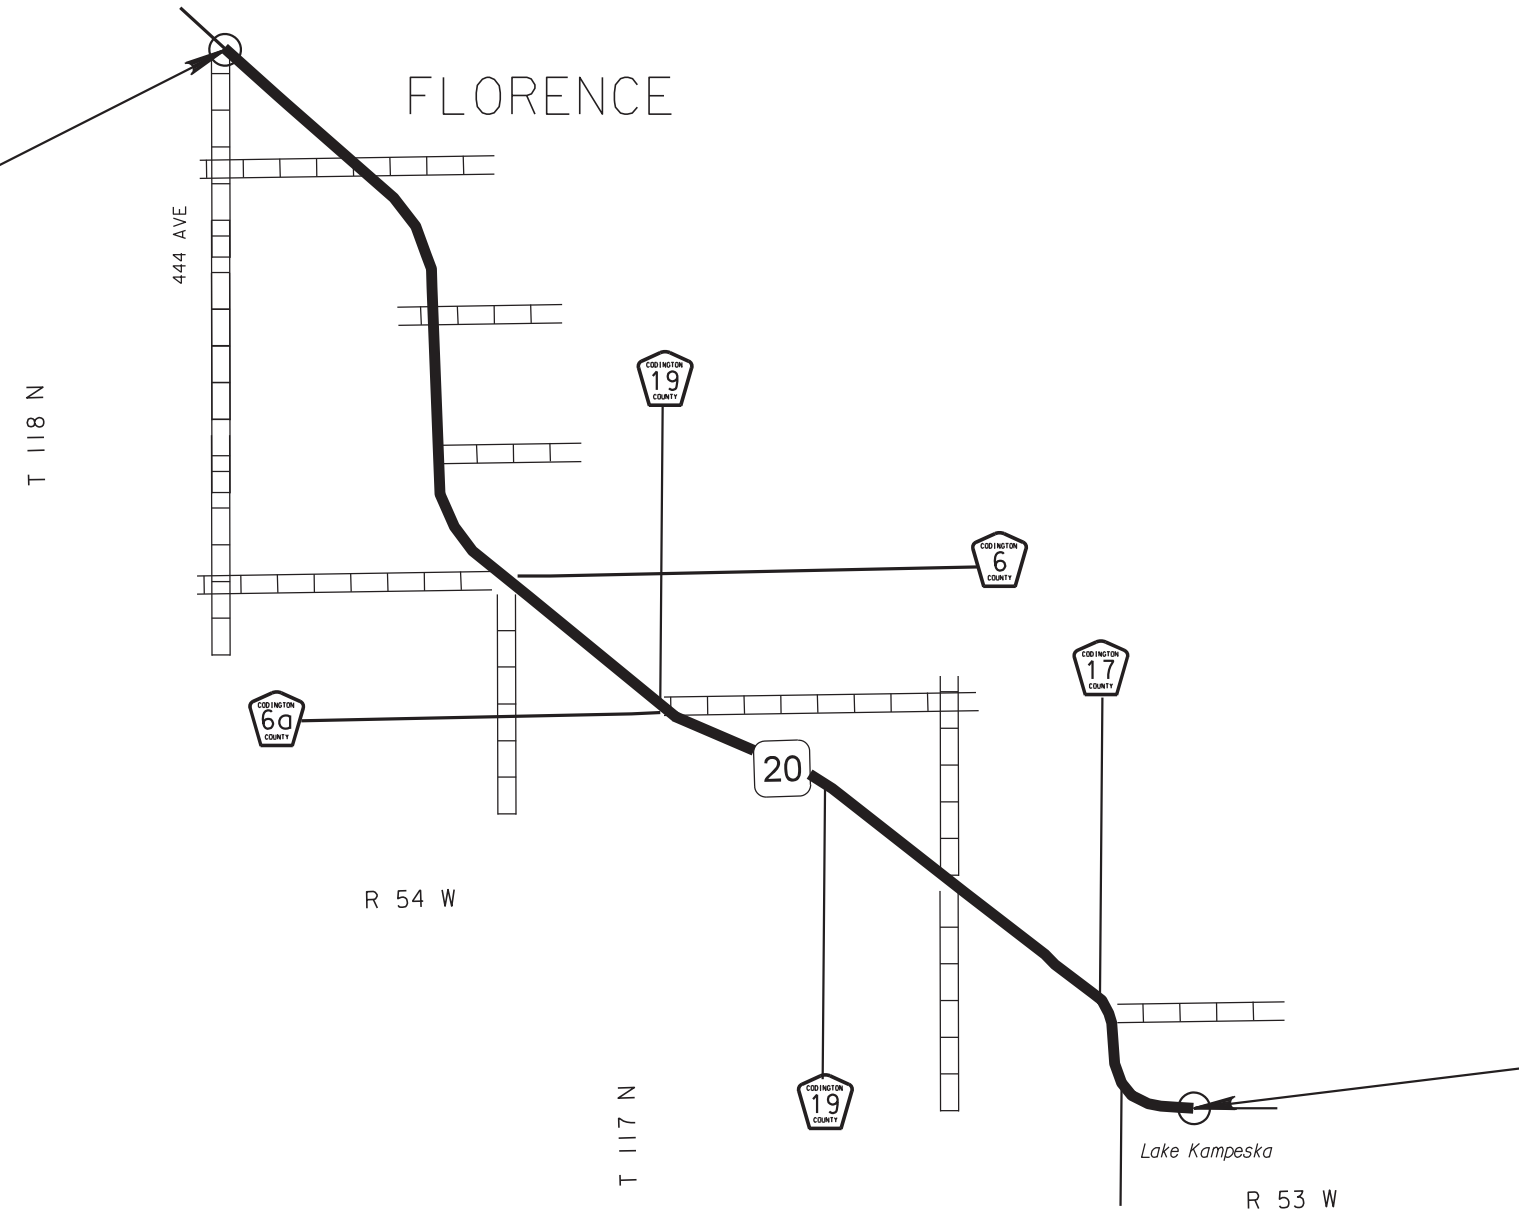 FLORENCE
444 AVE
T 118 N
CODINGTON
19
COUNTY
CODINGTON
6
COUNTY
CODINGTON
17
COUNTY
CODINGTON
6a
COUNTY
20
R 54 W
T 117 N
CODINGTON
19
COUNTY
Lake Kampeska
R 53 W